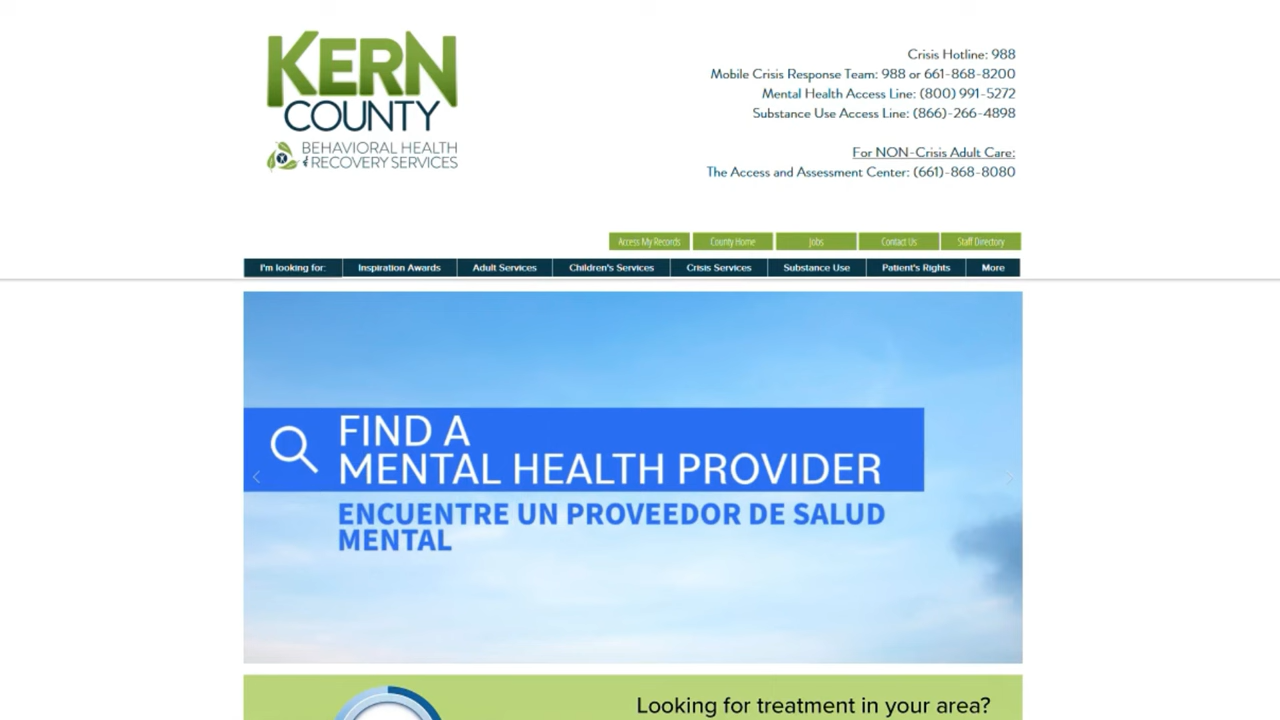 KERN
COUNTY
BEHAVIORAL HEALTH
& RECOVERY SERVICES
Crisis Hotline: 988
Mobile Crisis Response Team: 988 or 661-868-8200
Mental Health Access Line: (800) 991-5272
Substance Use Access Line: (866)-266-4898
For NON-Crisis Adult Care:
The Access and Assessment Center: (661)-868-8080
Access My Records County Home Jobs Contact Us Staff Directory
I'm looking for: Inspiration Awards Adult Services Children's Services Crisis Services Substance Use Patient's Rights More
FIND A
MENTAL HEALTH PROVIDER
ENCUENTRE UN PROVEEDOR DE SALUD
MENTAL
Looking for treatment in your area?